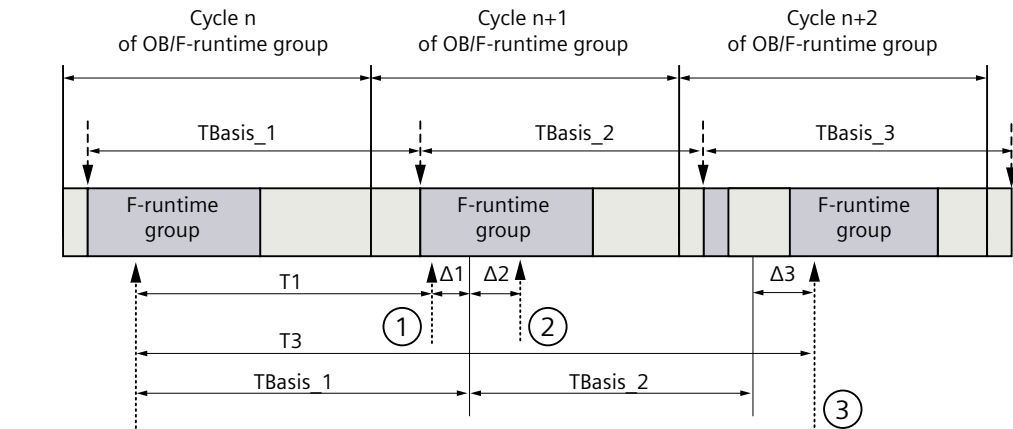 Cycle n
of OB/F-runtime group
Cycle n+1
of OB/F-runtime group
Cycle n+2
of OB/F-runtime group
TBasis_1
TBasis_2
TBasis_3
F-runtime
group
F-runtime
group
F-runtime
group
T1
Δ1
Δ2
Δ3
1
2
T3
TBasis_1
TBasis_2
3